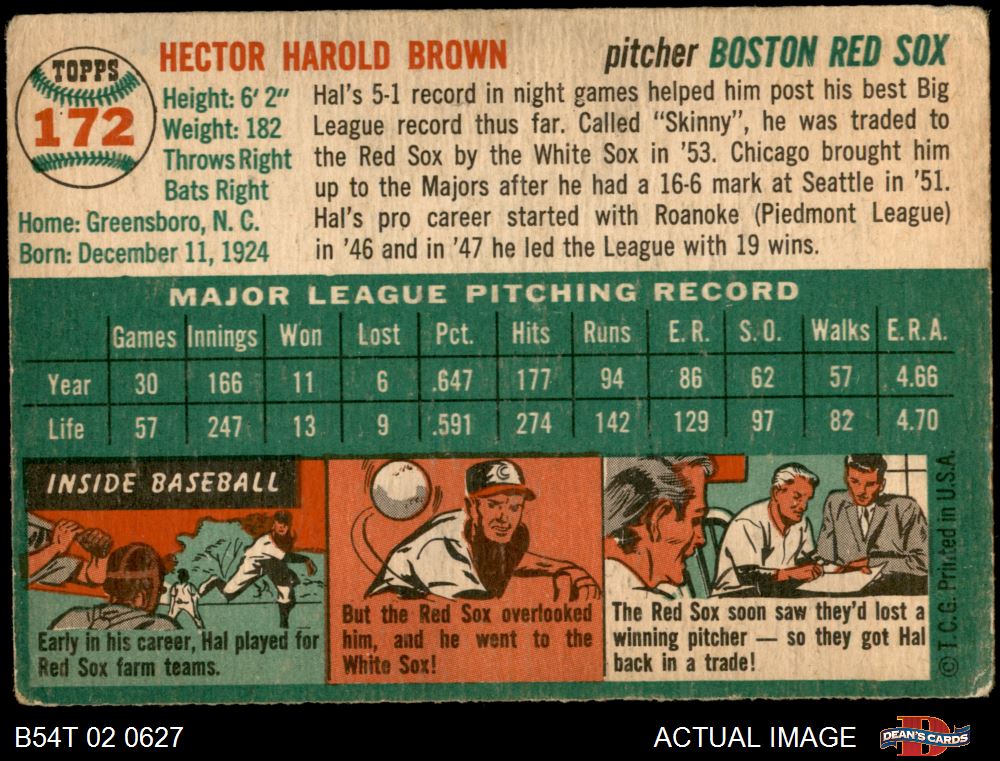 TOPPS
172
HECTOR HAROLD BROWN
pitcher BOSTON RED SOX
Height: 6' 2"
Weight: 182
Throws Right
Bats Right
Home: Greensboro, N. C.
Born: December 11, 1924
Hal's 5-1 record in night games helped him post his best Big
League record thus far. Called "Skinny", he was traded to
the Red Sox by the White Sox in '53. Chicago brought him
up to the Majors after he had a 16-6 mark at Seattle in '51.
Hal's pro career started with Roanoke (Piedmont League)
in '46 and in '47 he led the League with 19 wins.
MAJOR LEAGUE PITCHING RECORD
Games Innings Won Lost Pct. Hits Runs E. R. S. O. Walks E. R. A.
Year 30 166 11 6 .647 177 94 86 62 57 4.66
Life 57 247 13 9 .591 274 142 129 97 82 4.70
INSIDE BASEBALL
Early in his career, Hal played for
Red Sox farm teams.
C
But the Red Sox overlooked
him, and he went to the
White Sox!
The Red Sox soon saw they'd lost a
winning pitcher — so they got Hal
back in a trade!
© T. C. G. Printed in U.S.A.
B54T 02 0627
ACTUAL IMAGE
D
DEAN'S CARDS